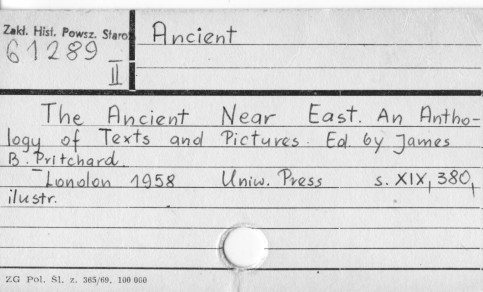 Zakł. Hist. Powsz. Staroż
61289
II
Ancient
The Ancient Near East. An Antho-
logy of Texts and Pictures. Ed. by James
B. Pritchard.
- London 1958 Uniw. Press s. XIX, 380,
ilustr.
ZG Pol. Sl. z. 365/69. 100 000